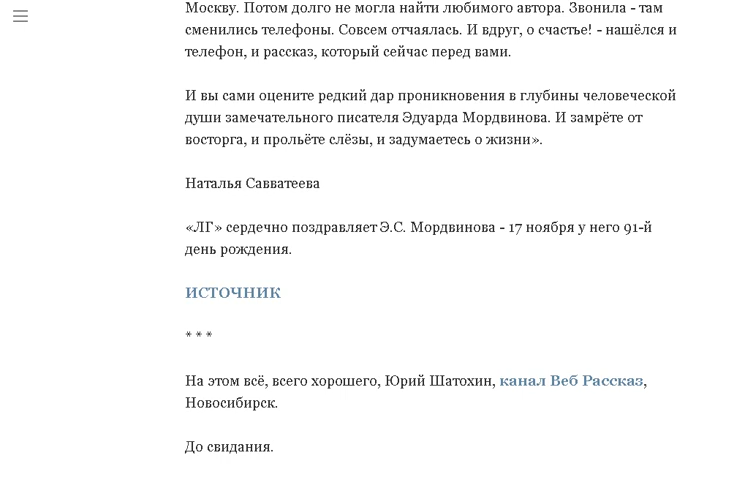 Москву. Потом долго не могла найти любимого автора. Звонила - там
сменились телефоны. Совсем отчаялась. И вдруг, о счастье! - нашёлся и
телефон, и рассказ, который сейчас перед вами.
И вы сами оцените редкий дар проникновения в глубины человеческой
души замечательного писателя Эдуарда Мордвинова. И замрёте от
восторга, и прольёте слёзы, и задумаетесь о жизни».
Наталья Савватеева
«ЛГ» сердечно поздравляет Э.С. Мордвинова - 17 ноября у него 91-й
день рождения.
ИСТОЧНИК
* * *
На этом всё, всего хорошего, Юрий Шатохин, канал Веб Рассказ,
Новосибирск.
До свидания.